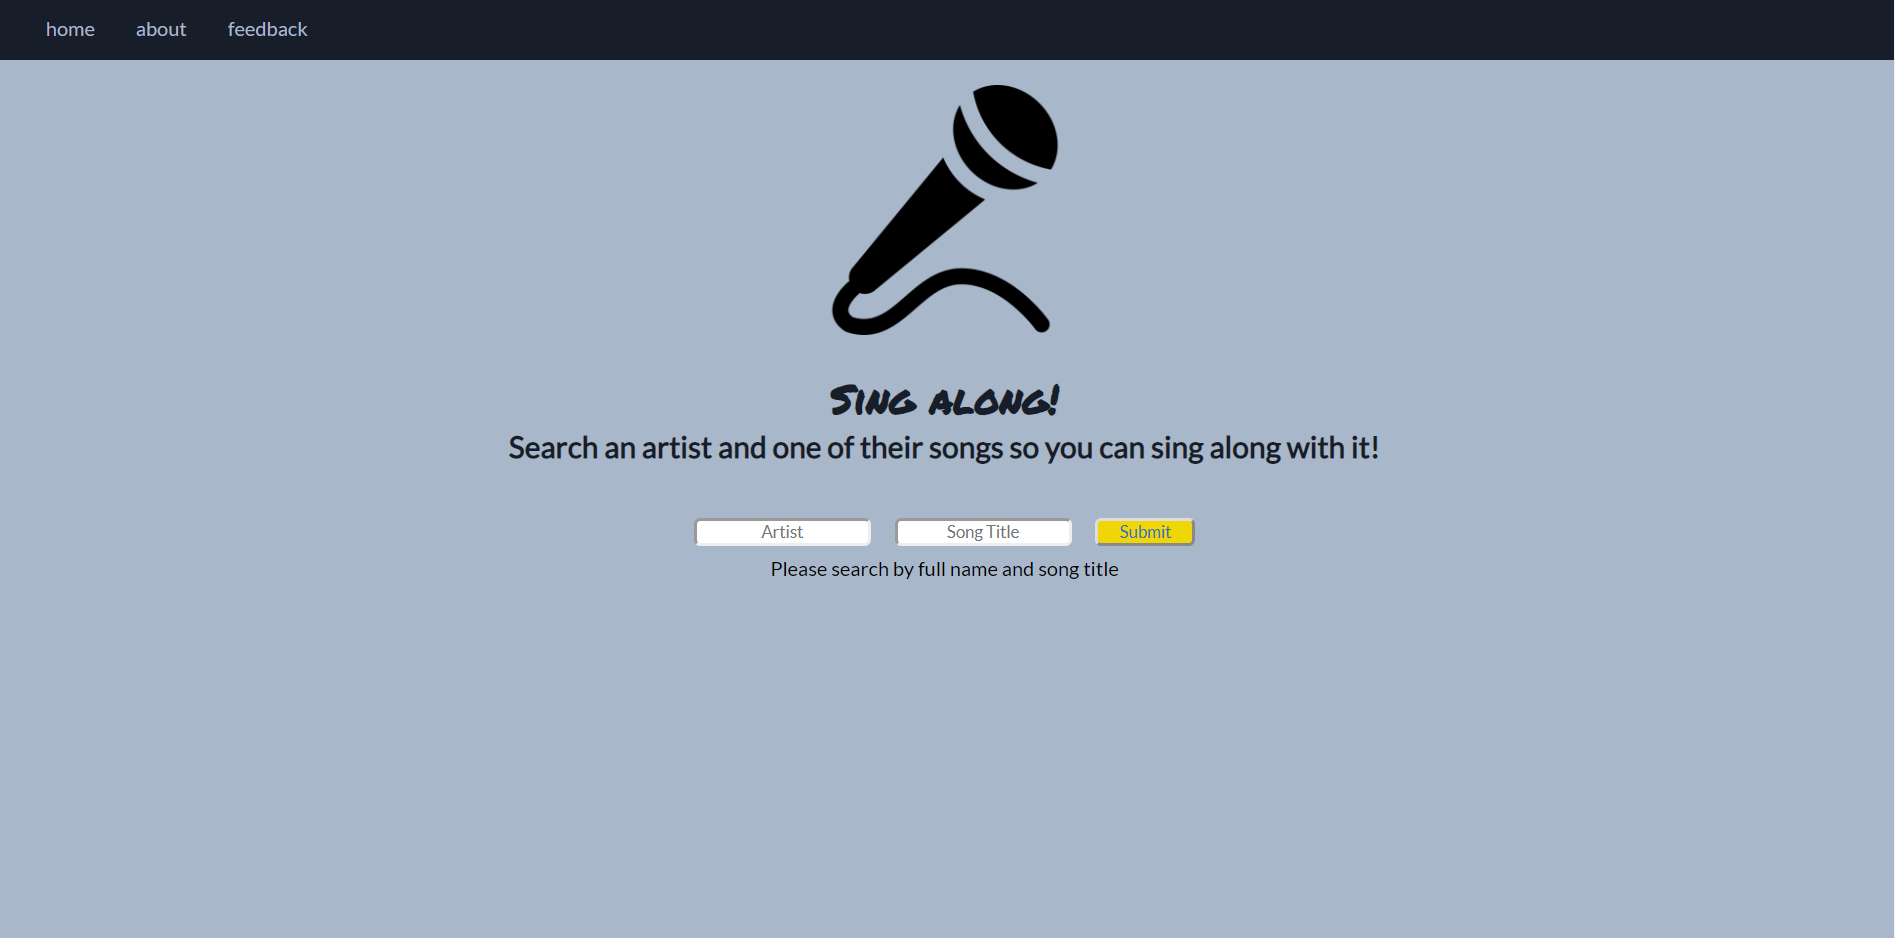 home about feedback
Sing along!
Search an artist and one of their songs so you can sing along with it!
Artist Song Title Submit
Please search by full name and song title